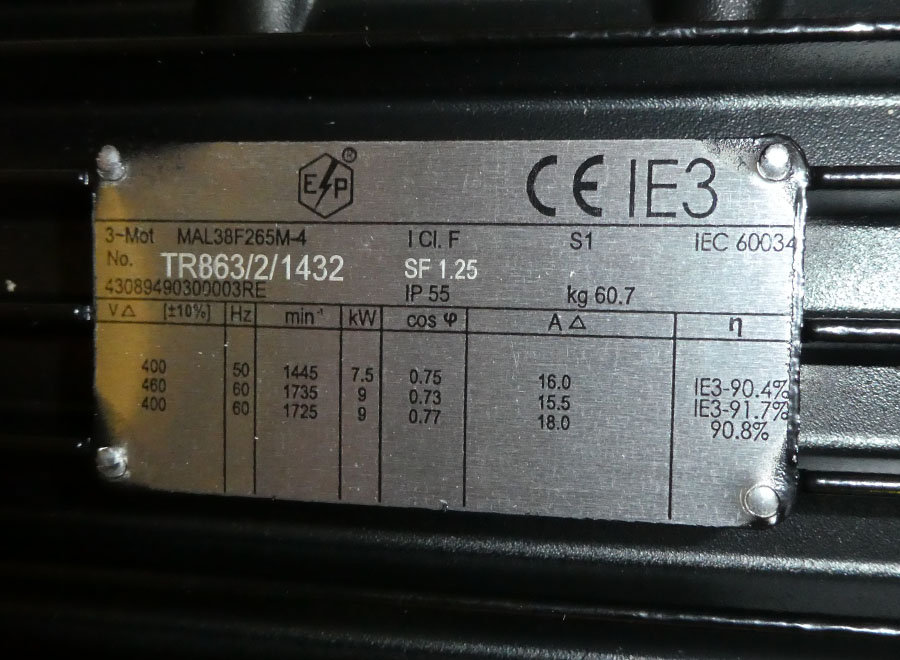 E P ®
CE IE3
3-Mot MAL38F265M-4 I Cl. F S1 IEC 60034
No. TR863/2/1432 SF 1.25
43089490300003RE IP 55 kg 60.7
V△ [±10%] Hz min⁻¹ kW cos φ A △ η
400 50 1445 7.5 0.75 16.0 IE3-90.4%
460 60 1735 9 0.73 15.5 IE3-91.7%
400 60 1725 9 0.77 18.0 90.8%